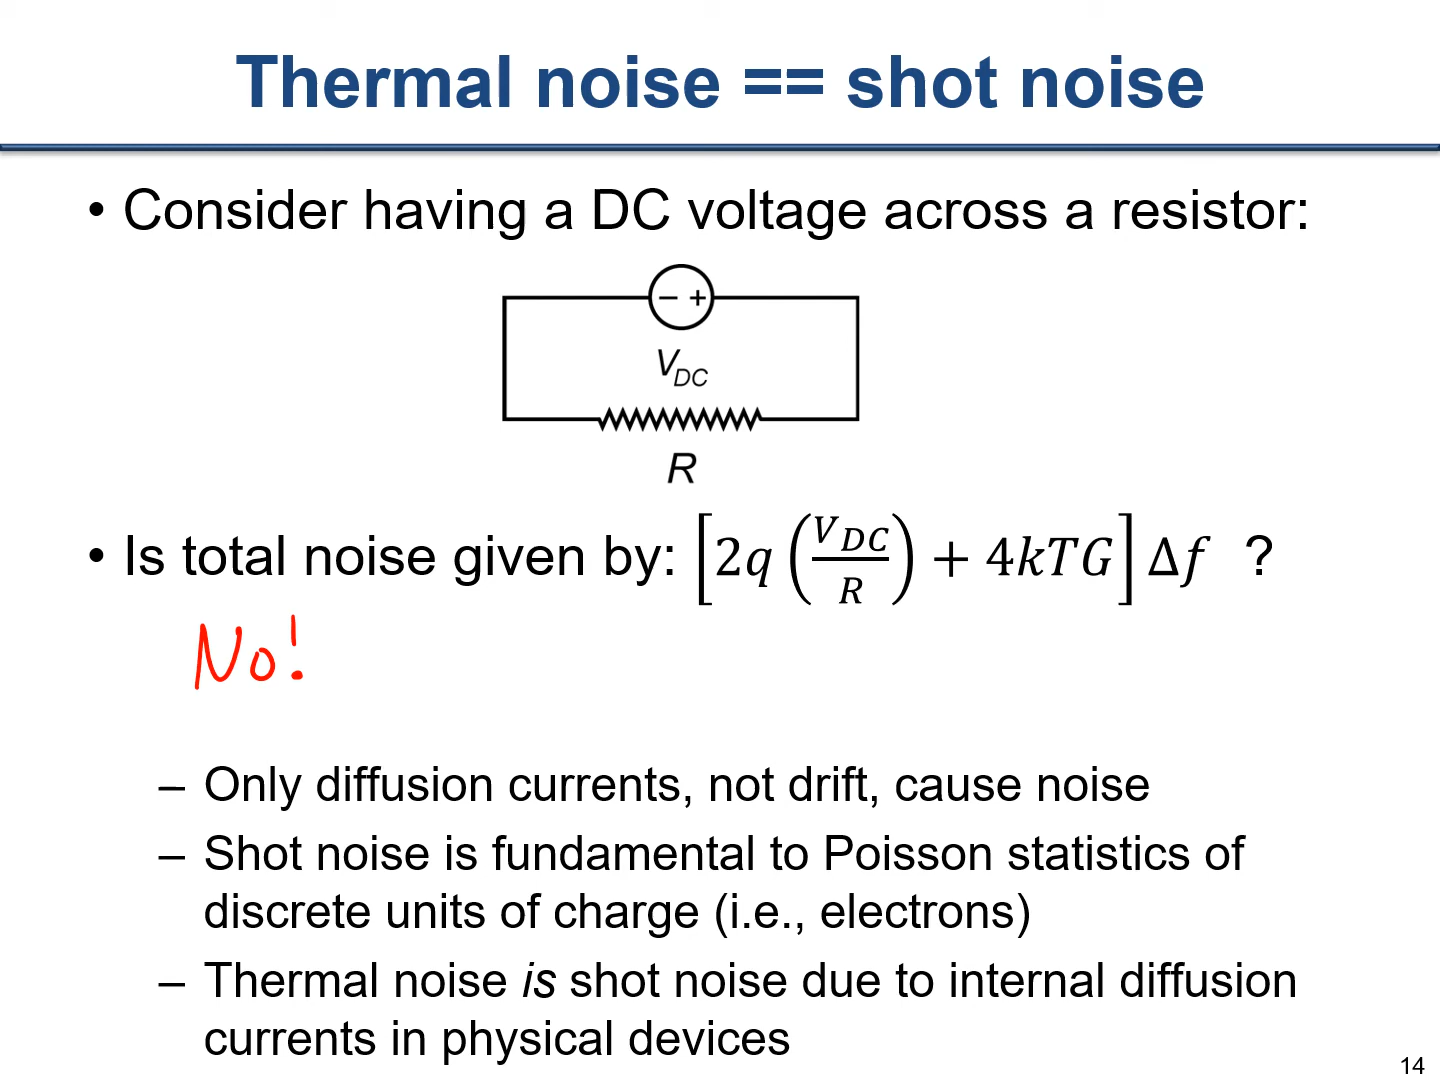 Thermal noise == shot noise
• Consider having a DC voltage across a resistor:
− +
V_DC
R
• Is total noise given by: [2q(V_DC/R) + 4kTG] Δf ?
No!
– Only diffusion currents, not drift, cause noise
– Shot noise is fundamental to Poisson statistics of
discrete units of charge (i.e., electrons)
– Thermal noise is shot noise due to internal diffusion
currents in physical devices
14